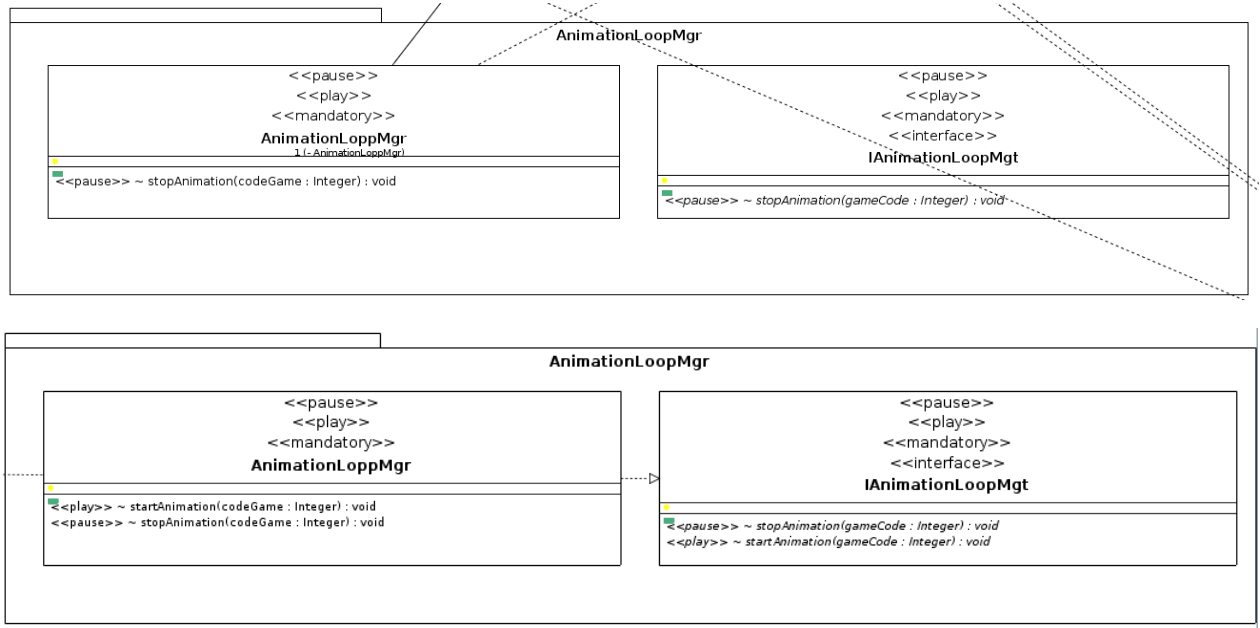 AnimationLoopMgr
<<pause>>
<<play>>
<<mandatory>>
AnimationLoppMgr
1 (- AnimationLoppMgr)
<<pause>> ~ stopAnimation(codeGame : Integer) : void
<<pause>>
<<play>>
<<mandatory>>
<<interface>>
IAnimationLoopMgt
<<pause>> ~ stopAnimation(gameCode : Integer) : void
AnimationLoopMgr
<<pause>>
<<play>>
<<mandatory>>
AnimationLoppMgr
<<play>> ~ startAnimation(codeGame : Integer) : void
<<pause>> ~ stopAnimation(codeGame : Integer) : void
<<pause>>
<<play>>
<<mandatory>>
<<interface>>
IAnimationLoopMgt
<<pause>> ~ stopAnimation(gameCode : Integer) : void
<<play>> ~ startAnimation(gameCode : Integer) : void